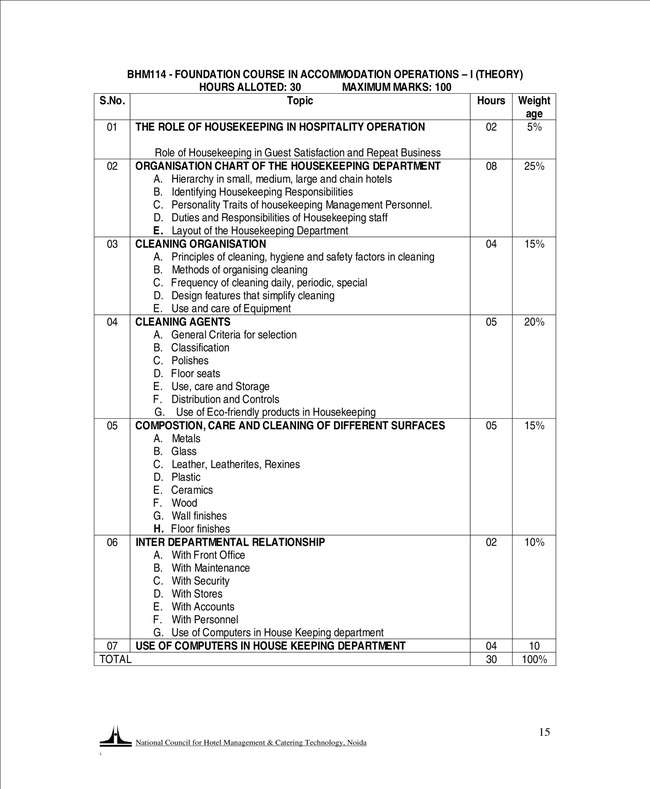 BHM114 - FOUNDATION COURSE IN ACCOMMODATION OPERATIONS – I (THEORY)
HOURS ALLOTED: 30 MAXIMUM MARKS: 100
S.No. Topic Hours Weight
age
01 THE ROLE OF HOUSEKEEPING IN HOSPITALITY OPERATION 02 5%
Role of Housekeeping in Guest Satisfaction and Repeat Business
02 ORGANISATION CHART OF THE HOUSEKEEPING DEPARTMENT 08 25%
A. Hierarchy in small, medium, large and chain hotels
B. Identifying Housekeeping Responsibilities
C. Personality Traits of housekeeping Management Personnel.
D. Duties and Responsibilities of Housekeeping staff
E. Layout of the Housekeeping Department
03 CLEANING ORGANISATION 04 15%
A. Principles of cleaning, hygiene and safety factors in cleaning
B. Methods of organising cleaning
C. Frequency of cleaning daily, periodic, special
D. Design features that simplify cleaning
E. Use and care of Equipment
04 CLEANING AGENTS 05 20%
A. General Criteria for selection
B. Classification
C. Polishes
D. Floor seats
E. Use, care and Storage
F. Distribution and Controls
G. Use of Eco-friendly products in Housekeeping
05 COMPOSTION, CARE AND CLEANING OF DIFFERENT SURFACES 05 15%
A. Metals
B. Glass
C. Leather, Leatherites, Rexines
D. Plastic
E. Ceramics
F. Wood
G. Wall finishes
H. Floor finishes
06 INTER DEPARTMENTAL RELATIONSHIP 02 10%
A. With Front Office
B. With Maintenance
C. With Security
D. With Stores
E. With Accounts
F. With Personnel
G. Use of Computers in House Keeping department
07 USE OF COMPUTERS IN HOUSE KEEPING DEPARTMENT 04 10
TOTAL 30 100%
15
National Council for Hotel Management & Catering Technology, Noida